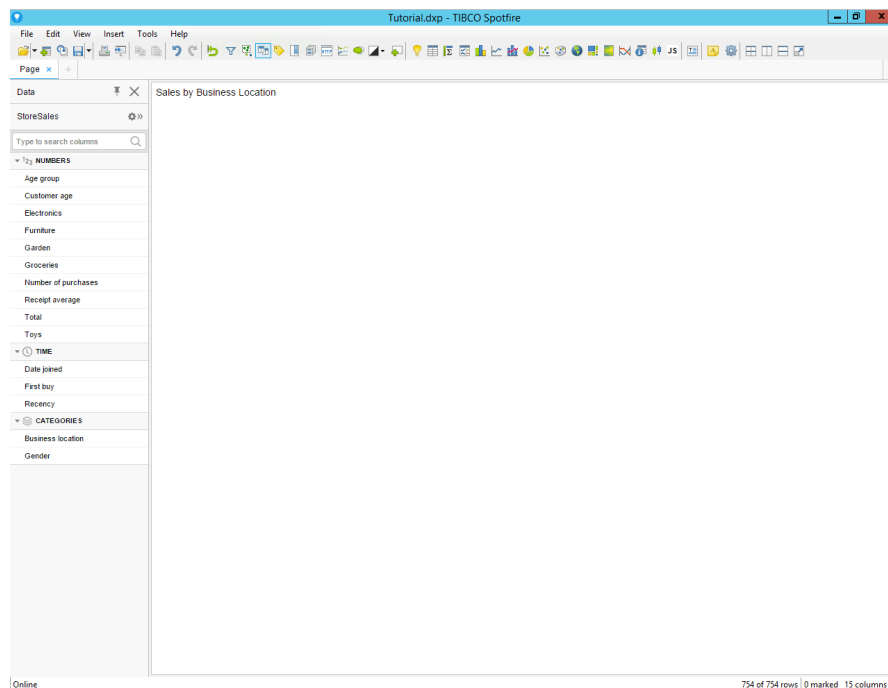 Tutorial.dxp - TIBCO Spotfire
File Edit View Insert Tools Help
JS
Page × +
Data
Sales by Business Location
StoreSales
Type to search columns
123 NUMBERS
Age group
Customer age
Electronics
Furniture
Garden
Groceries
Number of purchases
Receipt average
Total
Toys
TIME
Date joined
First buy
Recency
CATEGORIES
Business location
Gender
Online
754 of 754 rows 0 marked 15 columns